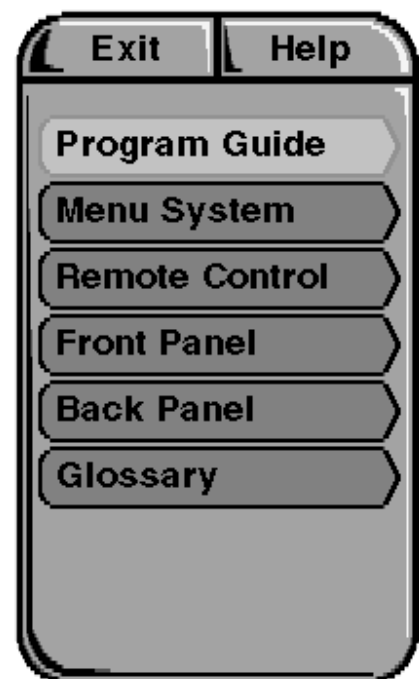 Exit Help
Program Guide
Menu System
Remote Control
Front Panel
Back Panel
Glossary